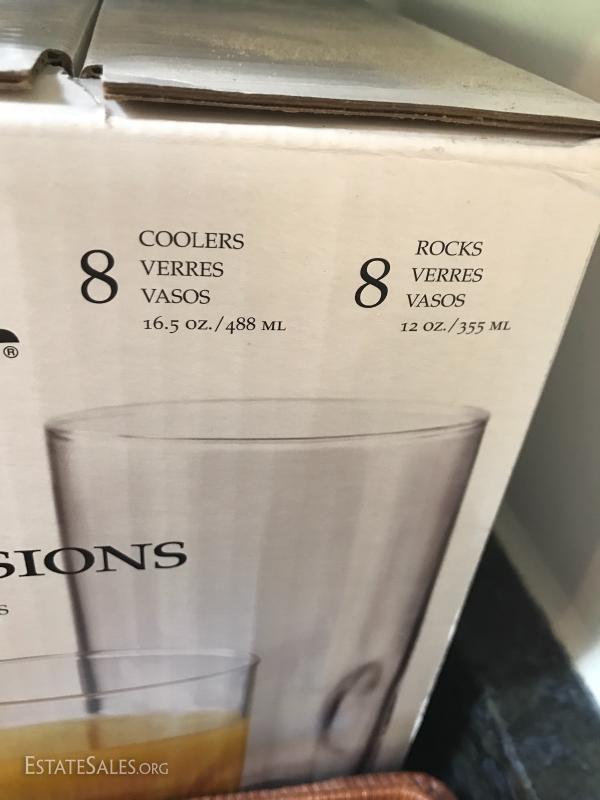 8
COOLERS
VERRES
VASOS
16.5 OZ./488 ML
8
ROCKS
VERRES
VASOS
12 OZ./355 ML
®
SIONS
S
ESTATESALES.ORG